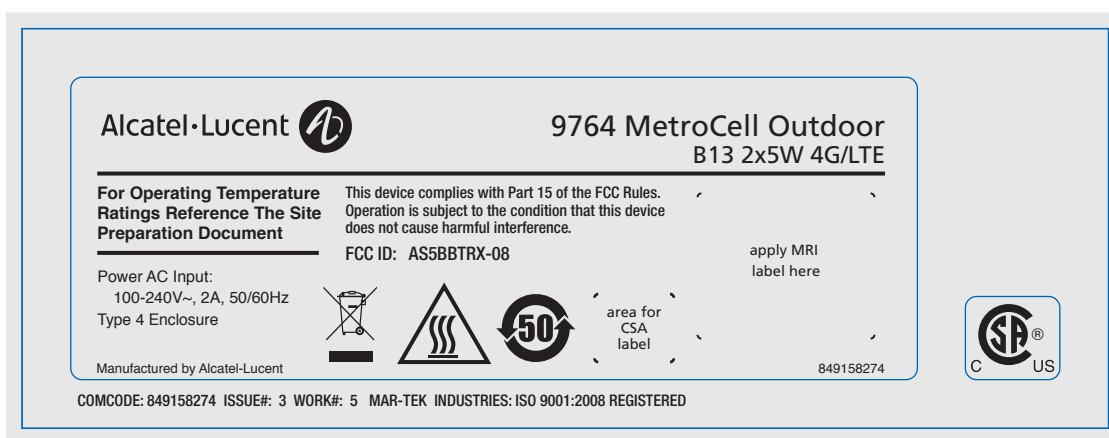 Alcatel·Lucent
9764 MetroCell Outdoor
B13 2x5W 4G/LTE
For Operating Temperature
Ratings Reference The Site
Preparation Document
Power AC Input:
100-240V~, 2A, 50/60Hz
Type 4 Enclosure
Manufactured by Alcatel-Lucent
This device complies with Part 15 of the FCC Rules.
Operation is subject to the condition that this device
does not cause harmful interference.
FCC ID: AS5BBTRX-08
50
area for
CSA
label
apply MRI
label here
849158274
SA ®
C US
COMCODE: 849158274 ISSUE#: 3 WORK#: 5 MAR-TEK INDUSTRIES: ISO 9001:2008 REGISTERED